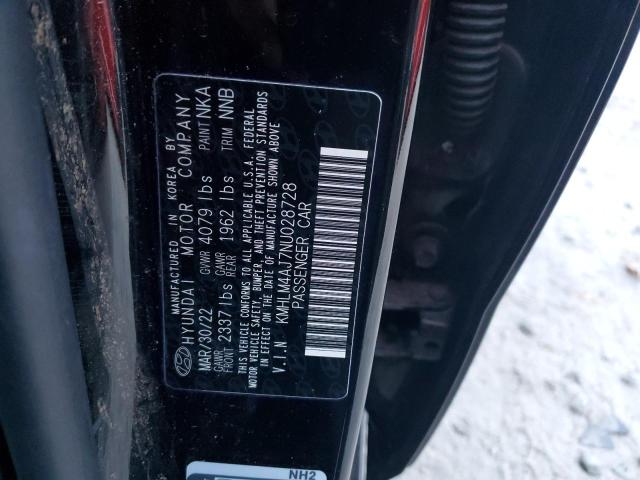 MANUFACTURED IN KOREA BY
HYUNDAI MOTOR COMPANY
MAR/30/22 GVWR 4079 lbs PAINT NKA
GAWR FRONT 2337 lbs GAWR REAR 1962 lbs TRIM NNB
THIS VEHICLE CONFORMS TO ALL APPLICABLE U.S.A. FEDERAL
MOTOR VEHICLE SAFETY, BUMPER, AND THEFT PREVENTION STANDARDS
IN EFFECT ON THE DATE OF MANUFACTURE SHOWN ABOVE
V.I.N KMHLM4AJ7NU028728
PASSENGER CAR
NH2